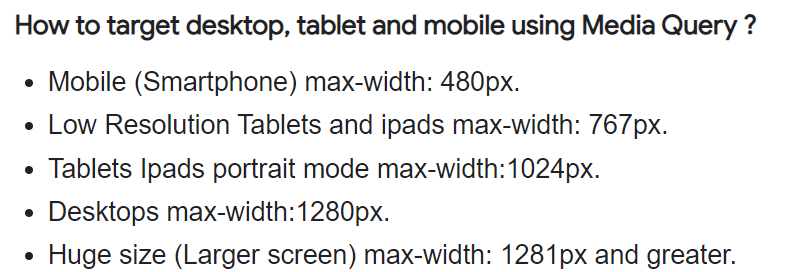 How to target desktop, tablet and mobile using Media Query ?
• Mobile (Smartphone) max-width: 480px.
• Low Resolution Tablets and ipads max-width: 767px.
• Tablets Ipads portrait mode max-width:1024px.
• Desktops max-width:1280px.
• Huge size (Larger screen) max-width: 1281px and greater.